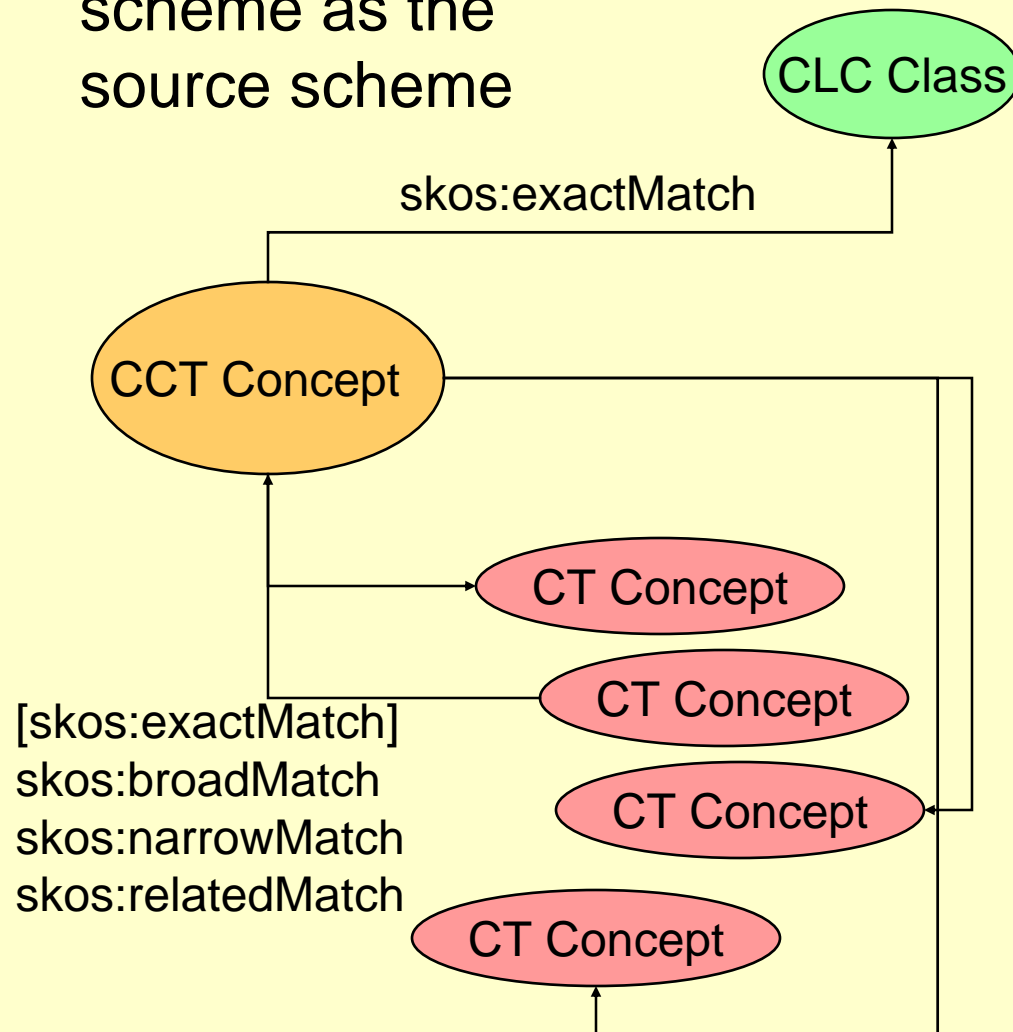 scheme as the
source scheme
CLC Class
skos:exactMatch
CCT Concept
CT Concept
CT Concept
[skos:exactMatch]
skos:broadMatch
skos:narrowMatch
skos:relatedMatch
CT Concept
CT Concept